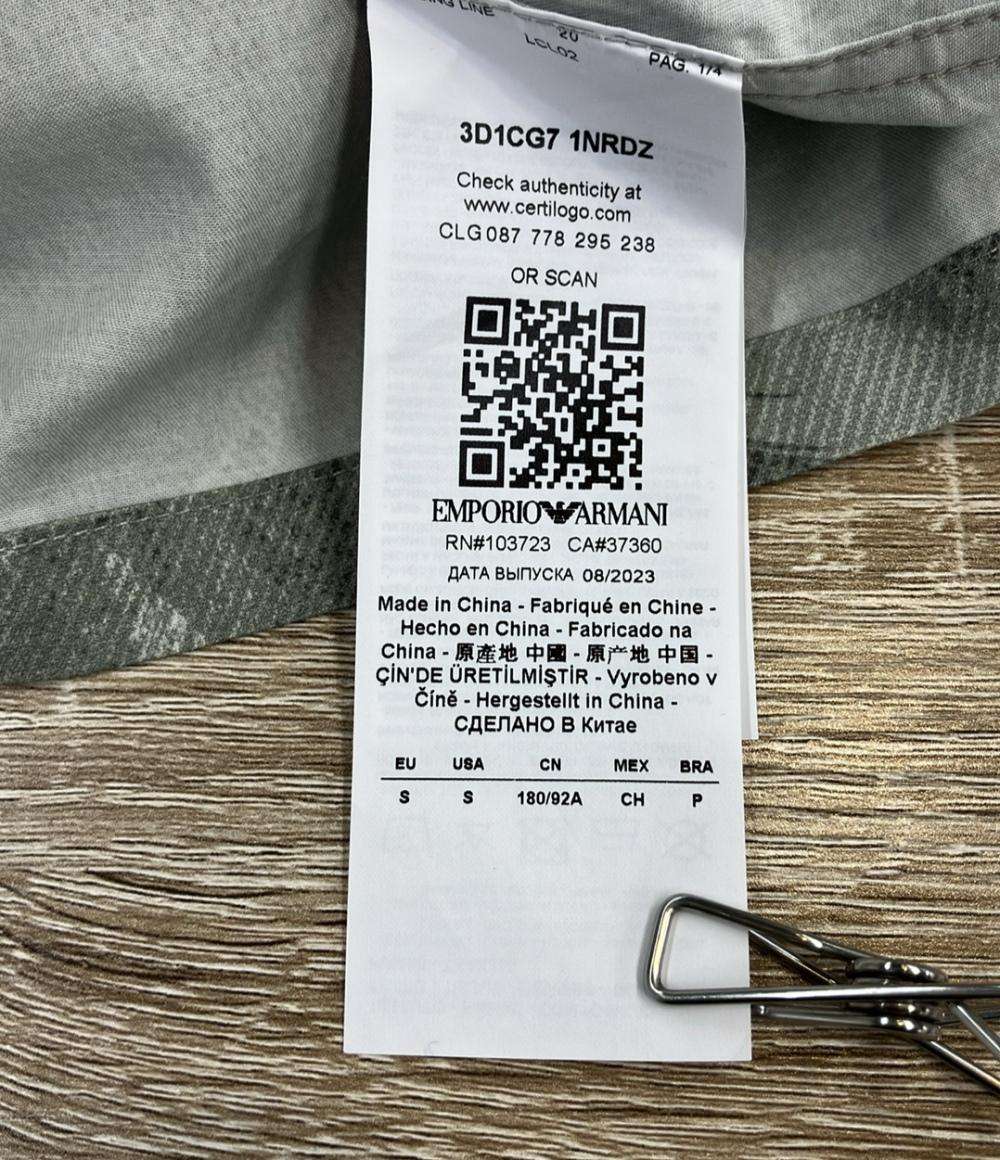 LINE
20
LCL02
PAG. 1/4
3D1CG7 1NRDZ
Check authenticity at
www.certilogo.com
CLG 087 778 295 238
OR SCAN
EMPORIO ARMANI
RN#103723 CA#37360
ДАТА ВЫПУСКА 08/2023
Made in China - Fabriqué en Chine -
Hecho en China - Fabricado na
China - 原產地 中國 - 原产地 中国 -
ÇİN'DE ÜRETİLMİŞTİR - Vyrobeno v
Číně - Hergestellt in China -
СДЕЛАНО В Китае
EU USA CN MEX BRA
S S 180/92A CH P